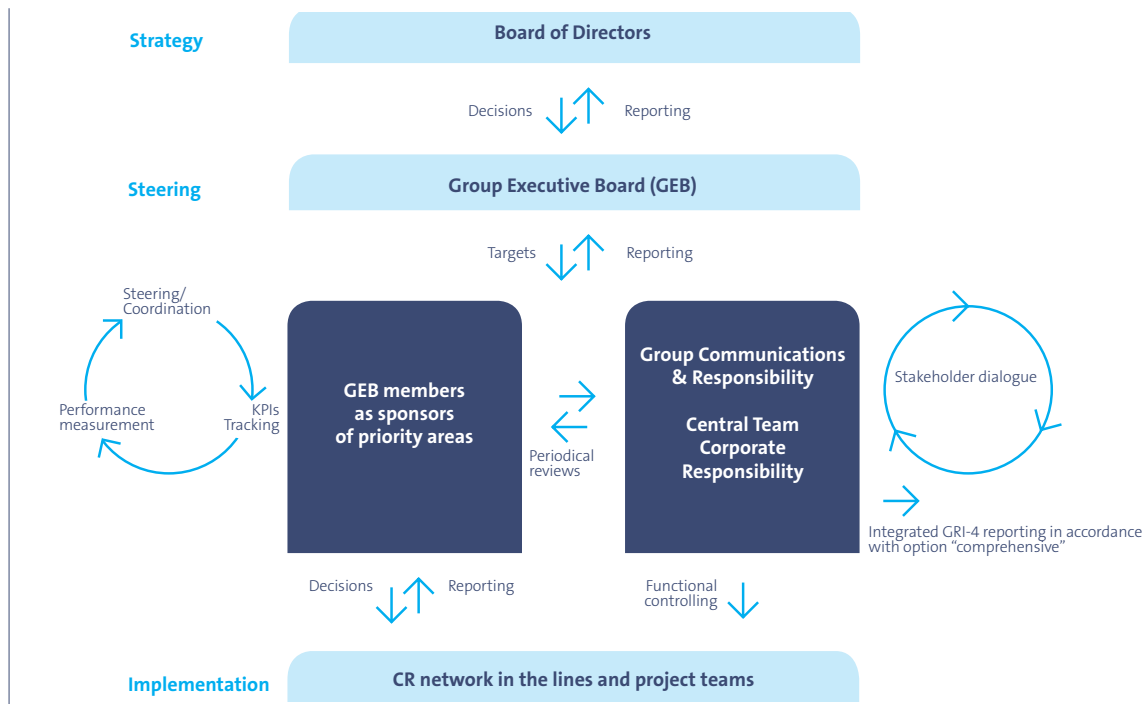 Strategy
Board of Directors
Decisions
Reporting
Steering
Group Executive Board (GEB)
Targets
Reporting
Steering/
Coordination
Performance
measurement
KPIs
Tracking
GEB members
as sponsors
of priority areas
Periodical
reviews
Group Communications
& Responsibility
Central Team
Corporate
Responsibility
Stakeholder dialogue
Integrated GRI-4 reporting in accordance
with option “comprehensive”
Decisions
Reporting
Functional
controlling
Implementation
CR network in the lines and project teams